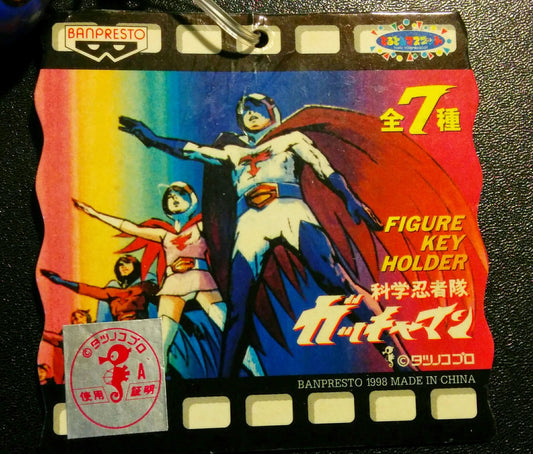 BANPRESTO
全7種
FIGURE
KEY
HOLDER
科学忍者隊
ガッチャマン
©タツノコプロ
BANPRESTO 1998 MADE IN CHINA
©タツノコプロ
A
使用 証明